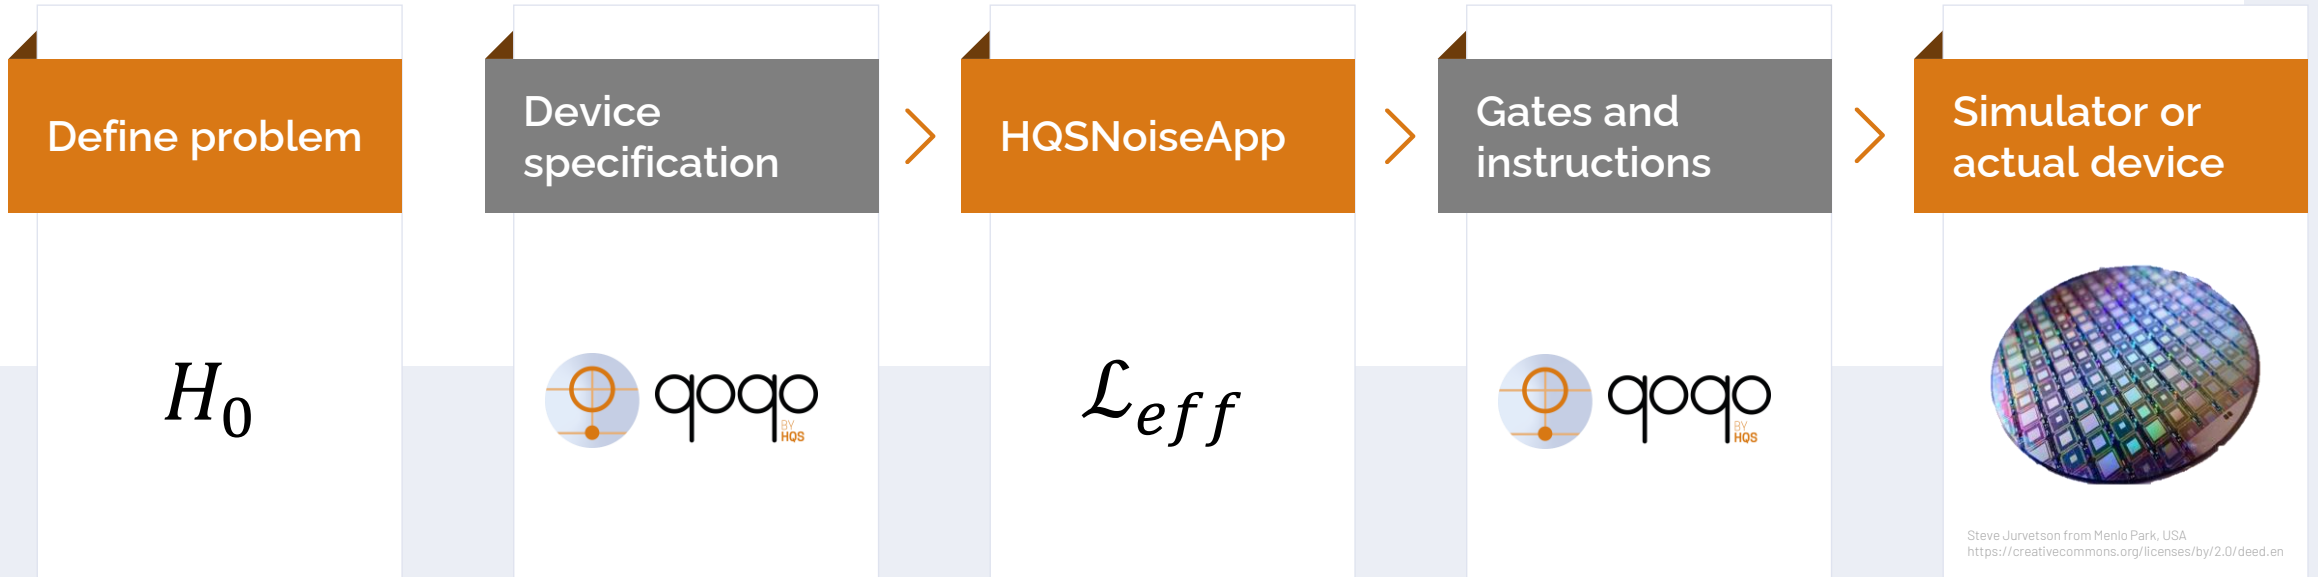 Define problem
Device
specification
HQSNoiseApp
Gates and
instructions
Simulator or
actual device
H₀
qoqo
BY
HQS
ℒeff
qoqo
BY
HQS
Steve Jurvetson from Menlo Park, USA
https://creativecommons.org/licenses/by/2.0/deed.en